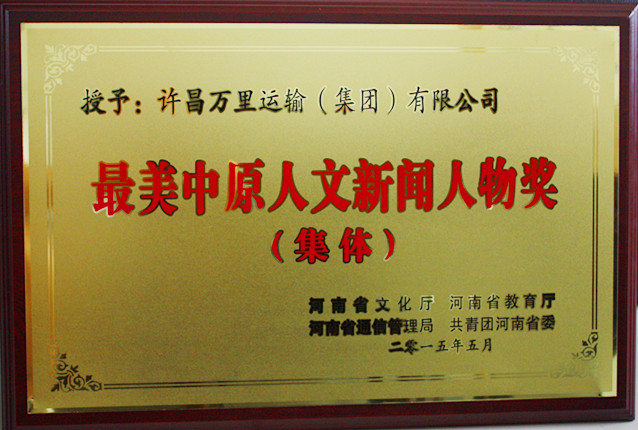 授予：许昌万里运输（集团）有限公司
最美中原人文新闻人物奖
（集体）
河南省文化厅 河南省教育厅
河南省通信管理局 共青团河南省委
二零一五年五月